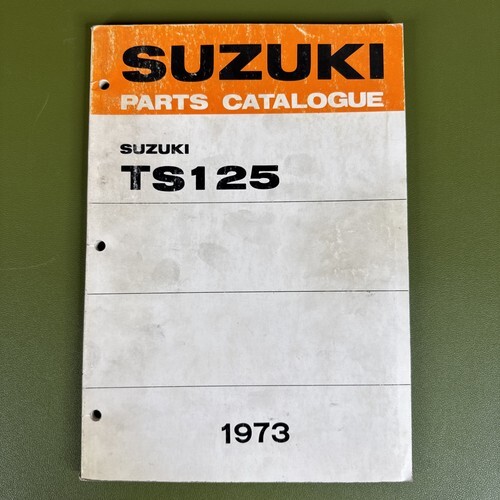 SUZUKI
PARTS CATALOGUE
SUZUKI
TS125
1973